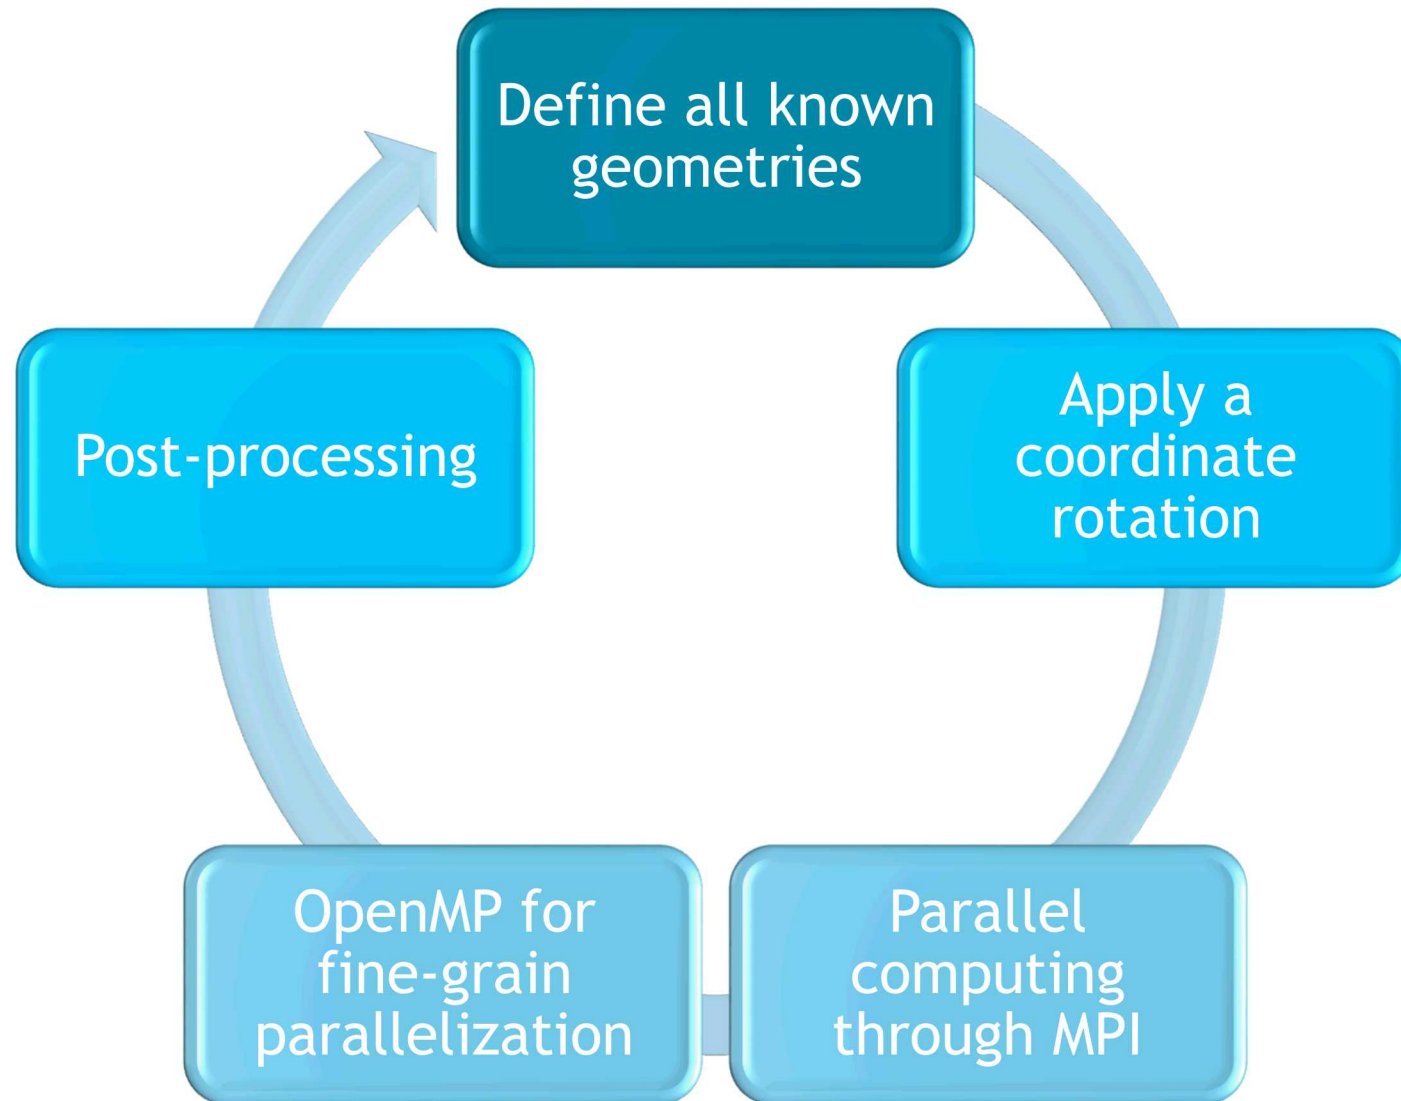 Define all known
geometries
Apply a
coordinate
rotation
Parallel
computing
through MPI
OpenMP for
fine-grain
parallelization
Post-processing